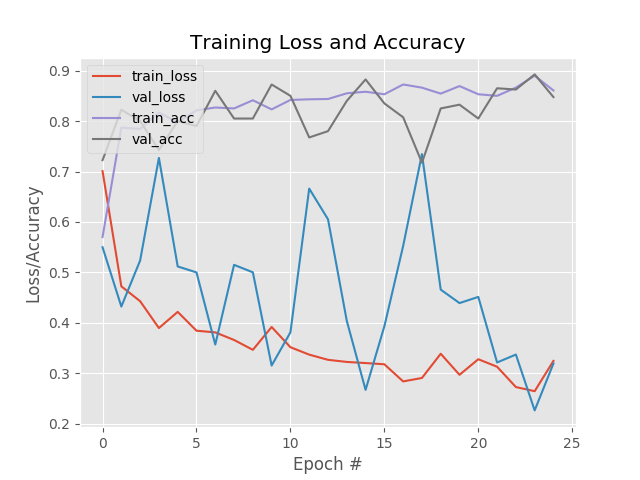 Training Loss and Accuracy
train_loss
val_loss
train_acc
val_acc
0.9
0.8
0.7
0.6
0.5
0.4
0.3
0.2
Loss/Accuracy
0 5 10 15 20 25
Epoch #